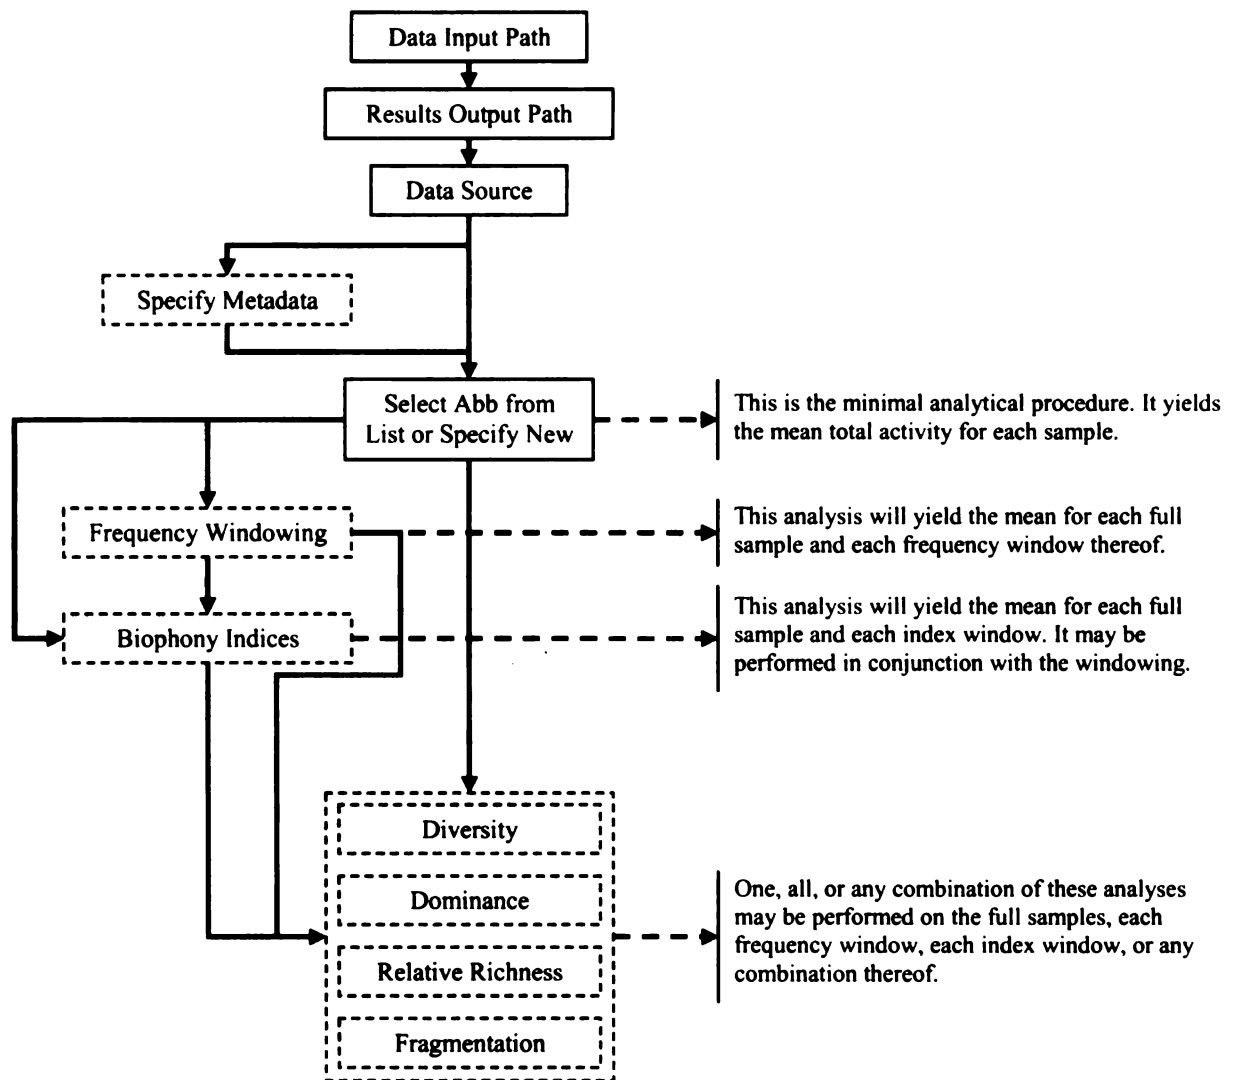 Data Input Path
Results Output Path
Data Source
Specify Metadata
Select Abb from
List or Specify New
This is the minimal analytical procedure. It yields
the mean total activity for each sample.
Frequency Windowing
This analysis will yield the mean for each full
sample and each frequency window thereof.
Biophony Indices
This analysis will yield the mean for each full
sample and each index window. It may be
performed in conjunction with the windowing.
Diversity
Dominance
Relative Richness
Fragmentation
One, all, or any combination of these analyses
may be performed on the full samples, each
frequency window, each index window, or any
combination thereof.